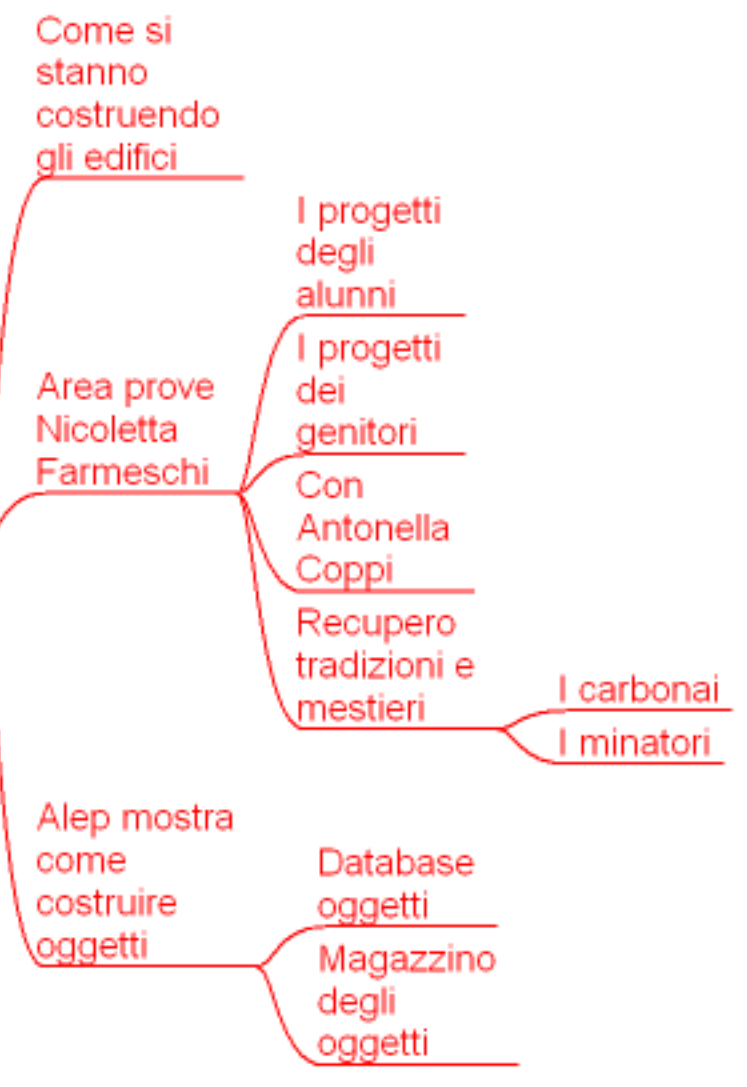 Come si
stanno
costruendo
gli edifici
I progetti
degli
alunni
I progetti
dei
genitori
Area prove
Nicoletta
Farmeschi
Con
Antonella
Coppi
Recupero
tradizioni e
mestieri
I carbonai
I minatori
Alep mostra
come
costruire
oggetti
Database
oggetti
Magazzino
degli
oggetti